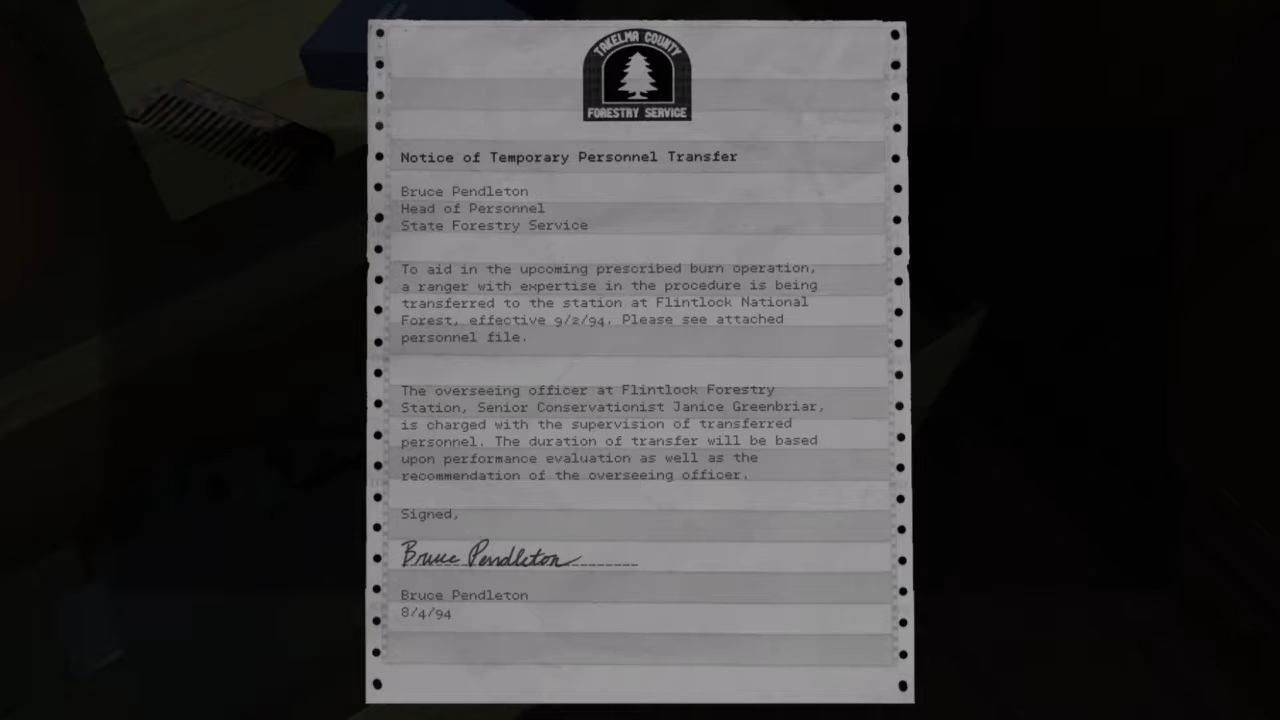 TAKELMA COUNTY
FORESTRY SERVICE
Notice of Temporary Personnel Transfer
Bruce Pendleton
Head of Personnel
State Forestry Service
To aid in the upcoming prescribed burn operation,
a ranger with expertise in the procedure is being
transferred to the station at Flintlock National
Forest, effective 9/2/94. Please see attached
personnel file.
The overseeing officer at Flintlock Forestry
Station, Senior Conservationist Janice Greenbriar,
is charged with the supervision of transferred
personnel. The duration of transfer will be based
upon performance evaluation as well as the
recommendation of the overseeing officer.
Signed,
Bruce Pendleton
Bruce Pendleton
8/4/94